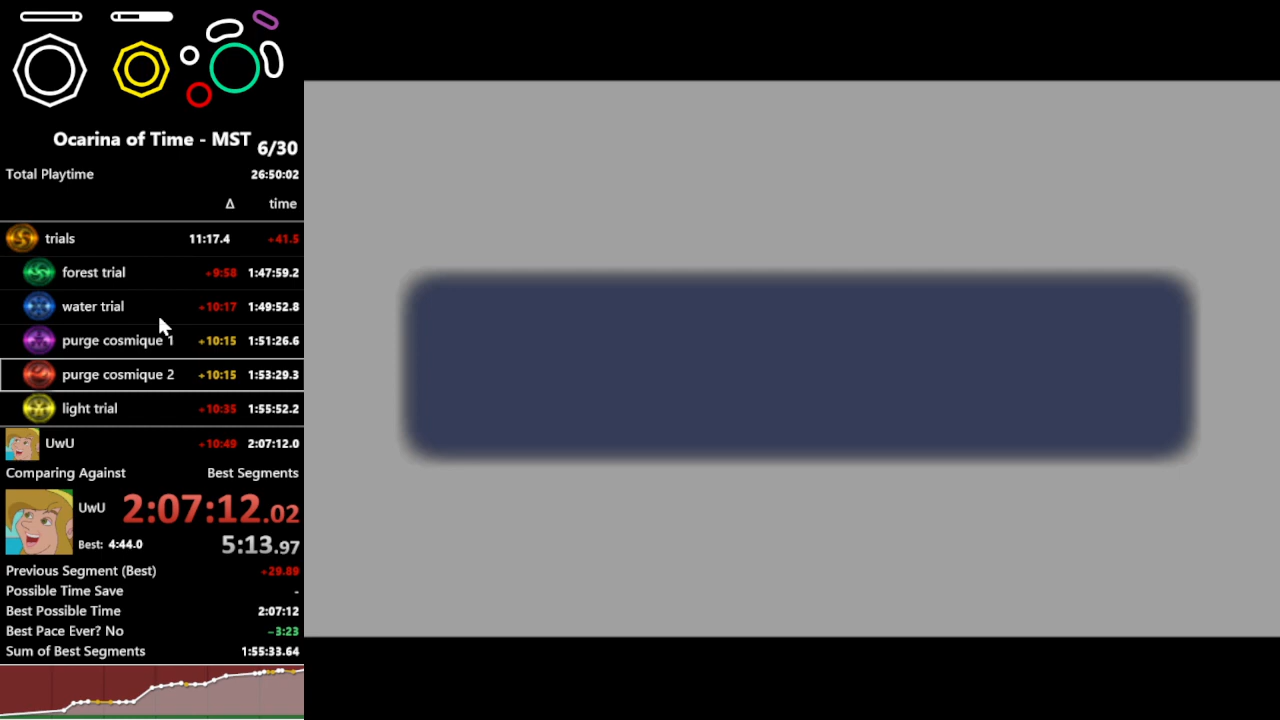 Ocarina of Time - MST
6/30
Total Playtime 26:50:02
Δ time
trials 11:17.4 +41.5
forest trial +9:58 1:47:59.2
water trial +10:17 1:49:52.8
purge cosmique 1 +10:15 1:51:26.6
purge cosmique 2 +10:15 1:53:29.3
light trial +10:35 1:55:52.2
UwU +10:49 2:07:12.0
Comparing Against Best Segments
UwU 2:07:12.02
Best: 4:44.0 5:13.97
Previous Segment (Best) +29.89
Possible Time Save -
Best Possible Time 2:07:12
Best Pace Ever? No −3:23
Sum of Best Segments 1:55:33.64